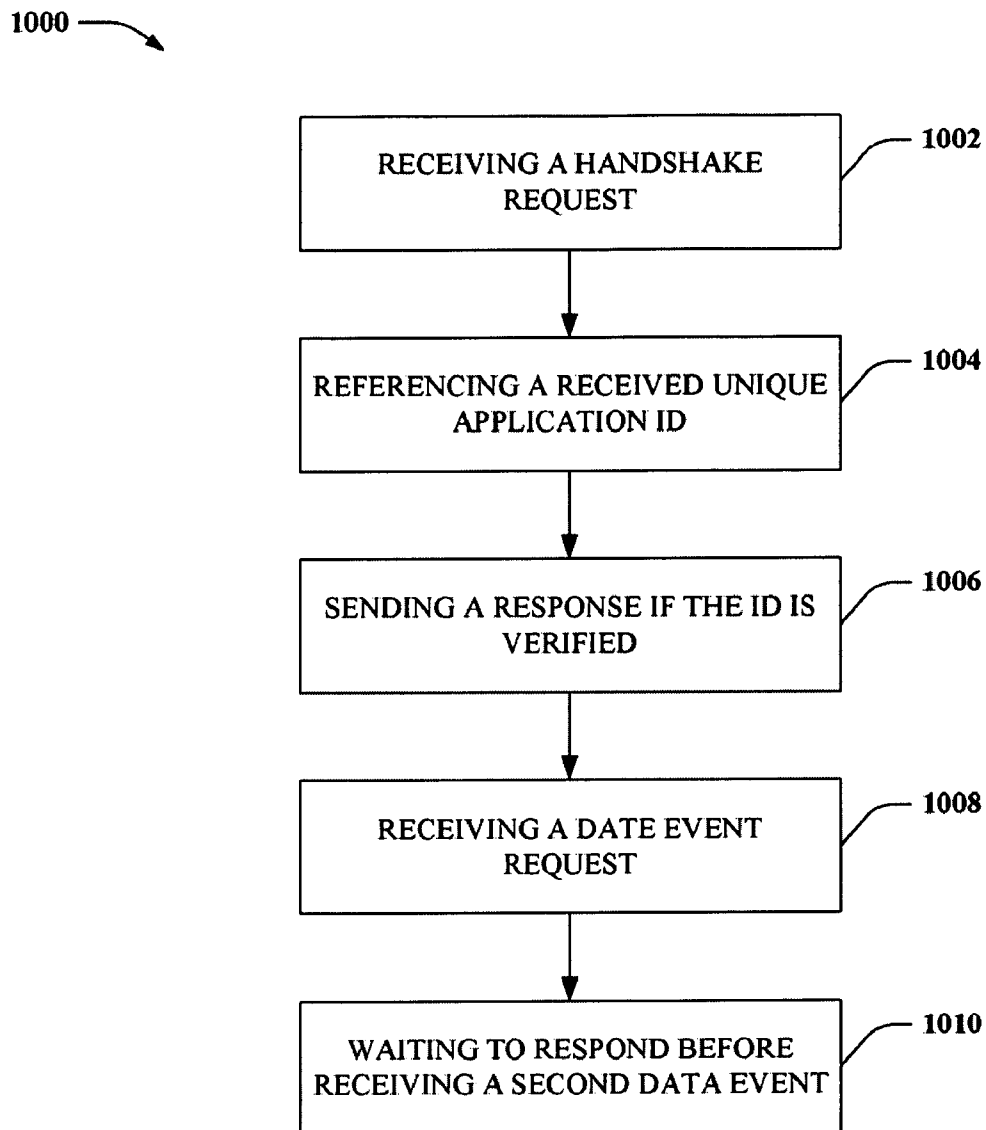 1000
RECEIVING A HANDSHAKE
REQUEST
1002
REFERENCING A RECEIVED UNIQUE
APPLICATION ID
1004
SENDING A RESPONSE IF THE ID IS
VERIFIED
1006
RECEIVING A DATE EVENT
REQUEST
1008
WAITING TO RESPOND BEFORE
RECEIVING A SECOND DATA EVENT
1010